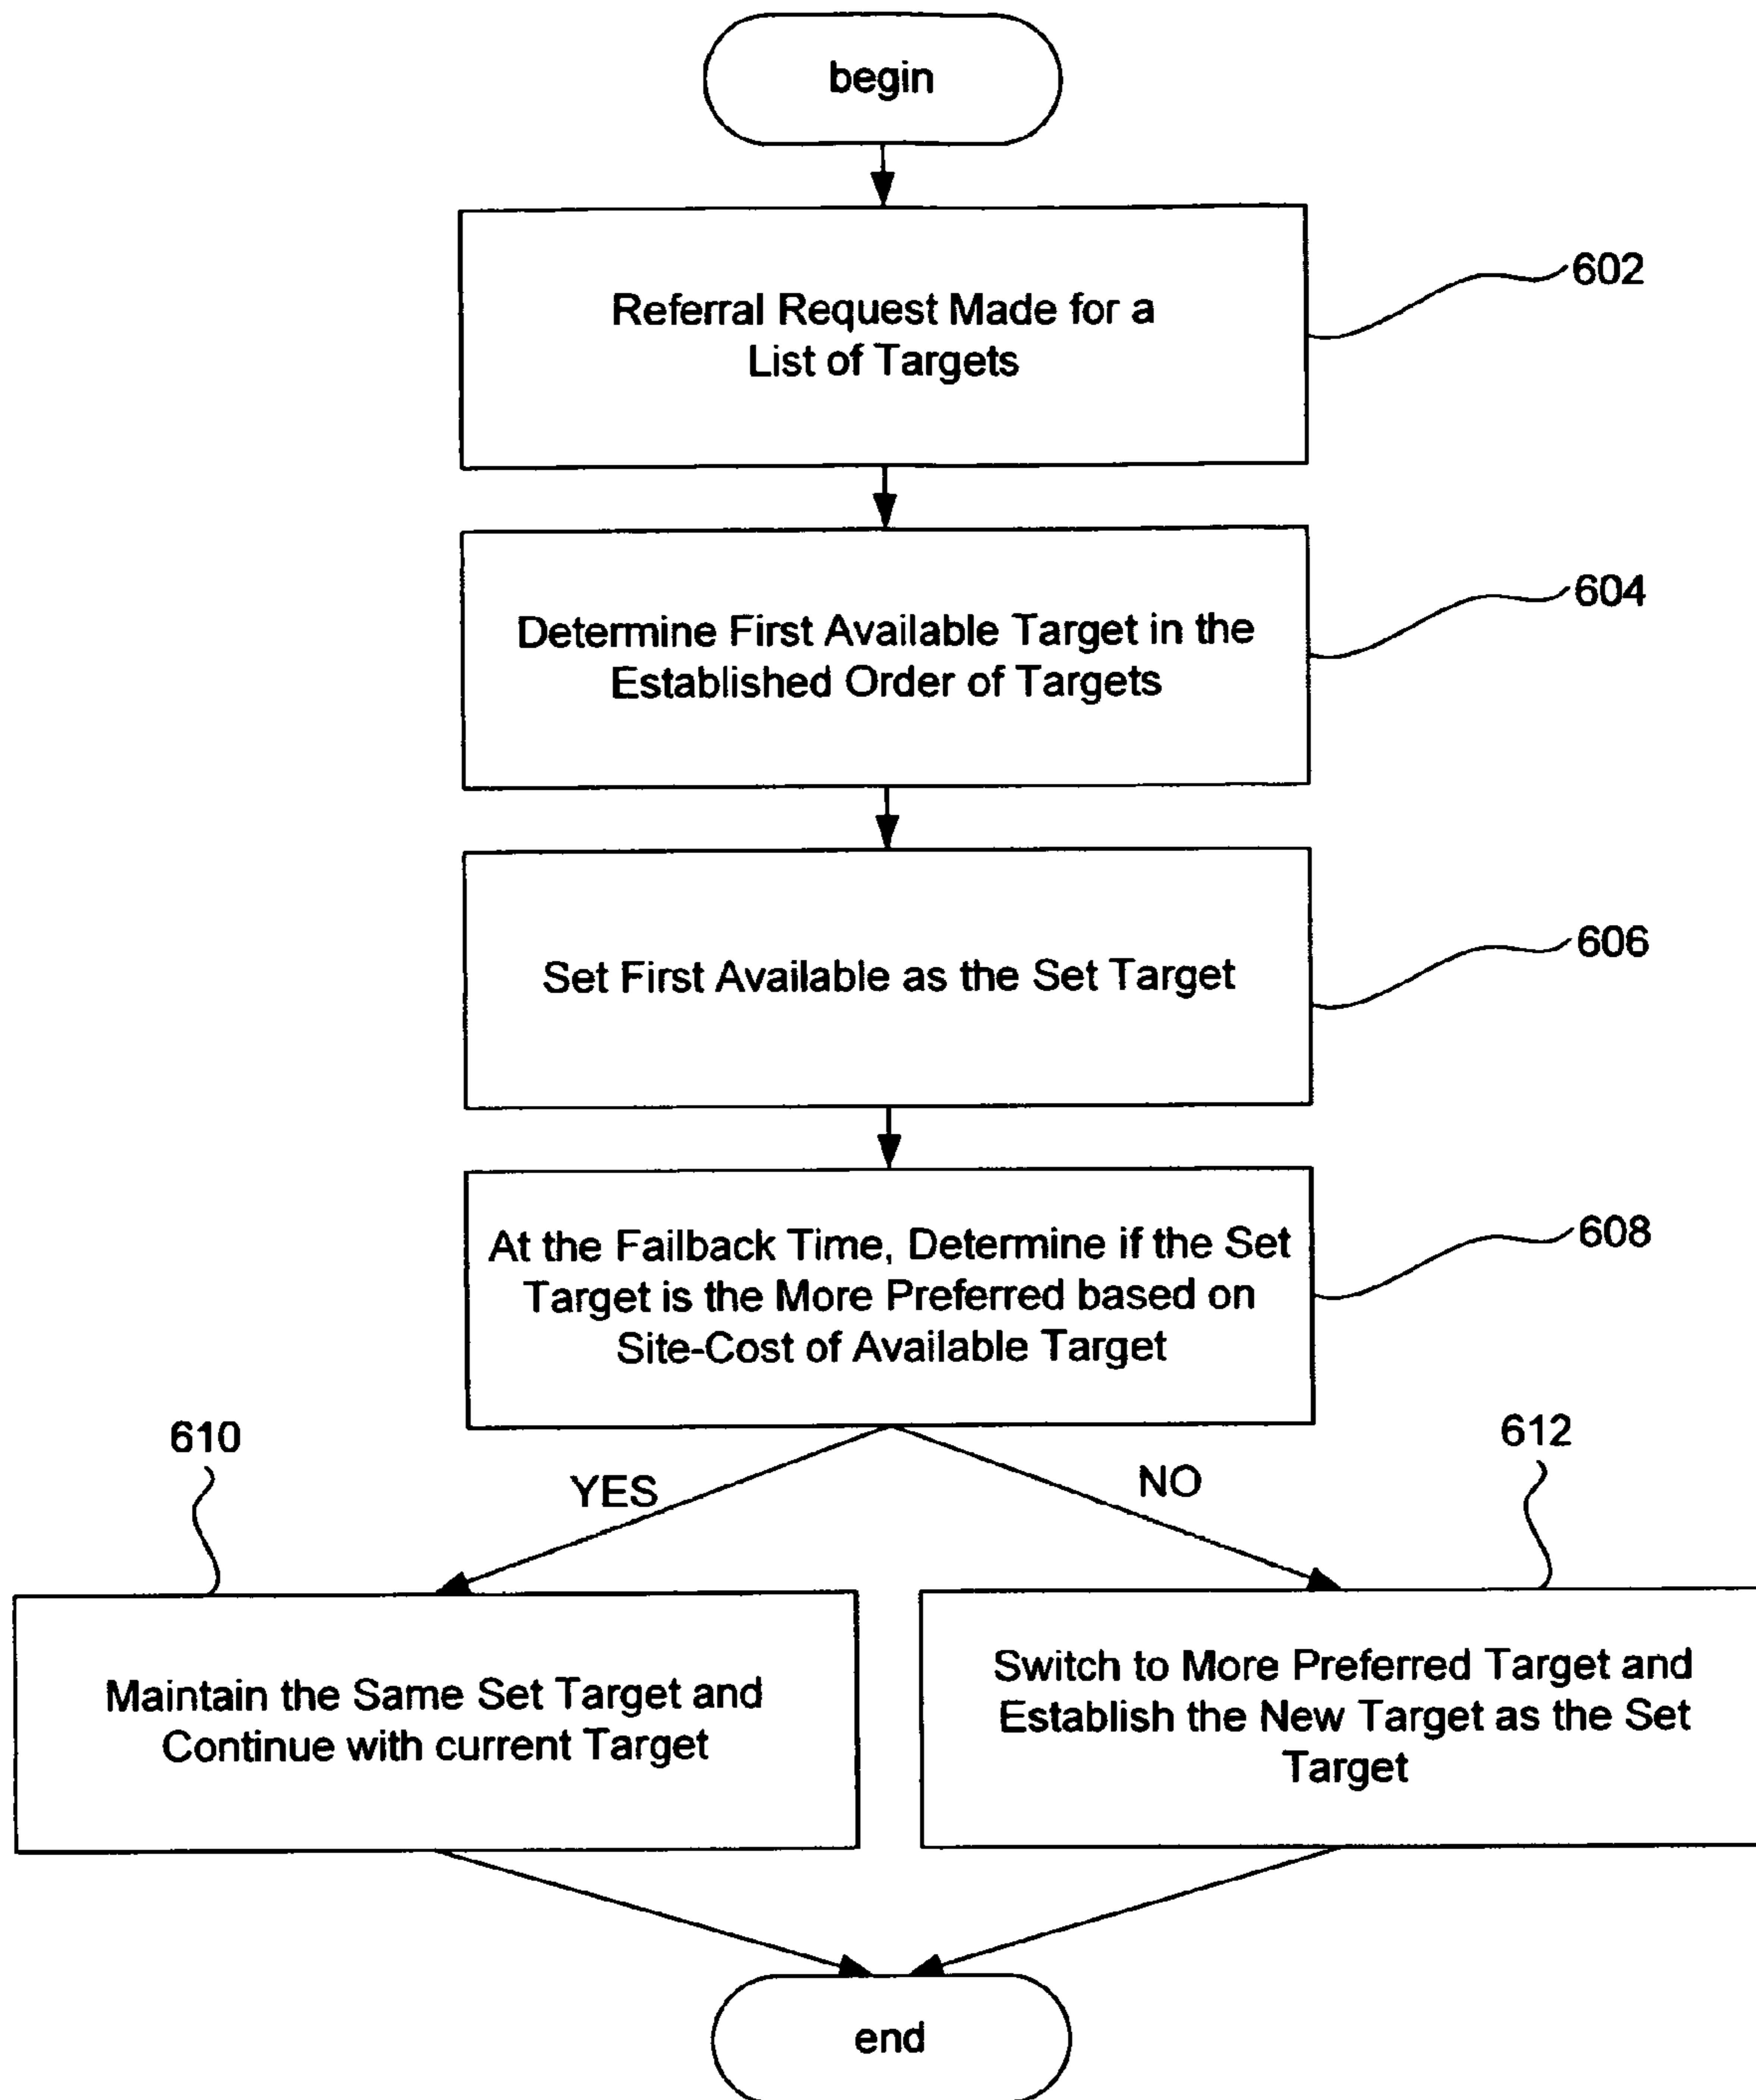 begin
Referral Request Made for a
List of Targets
602
Determine First Available Target in the
Established Order of Targets
604
Set First Available as the Set Target
606
At the Failback Time, Determine if the Set
Target is the More Preferred based on
Site-Cost of Available Target
608
610
YES
NO
612
Maintain the Same Set Target and
Continue with current Target
Switch to More Preferred Target and
Establish the New Target as the Set
Target
end